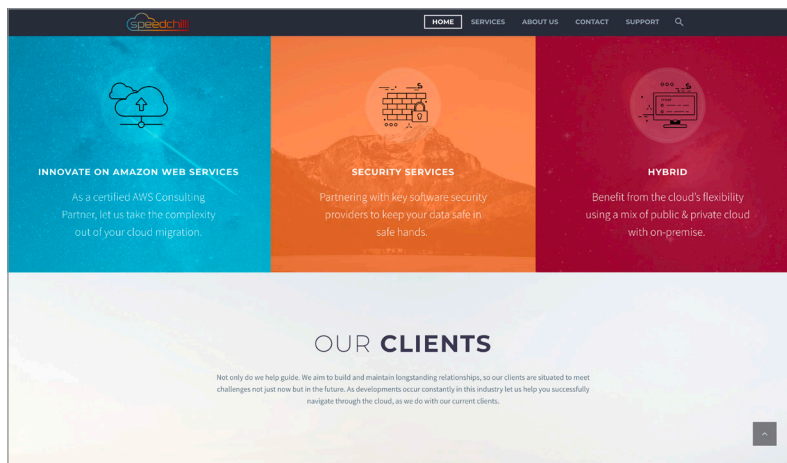 speedchill
HOME SERVICES ABOUT US CONTACT SUPPORT
INNOVATE ON AMAZON WEB SERVICES
As a certified AWS Consulting
Partner, let us take the complexity
out of your cloud migration.
SECURITY SERVICES
Partnering with key software security
providers to keep your data safe in
safe hands.
HYBRID
Benefit from the cloud's flexibility
using a mix of public & private cloud
with on-premise.
OUR CLIENTS
Not only do we help guide. We aim to build and maintain longstanding relationships, so our clients are situated to meet
challenges not just now but in the future. As developments occur constantly in this industry let us help you successfully
navigate through the cloud, as we do with our current clients.